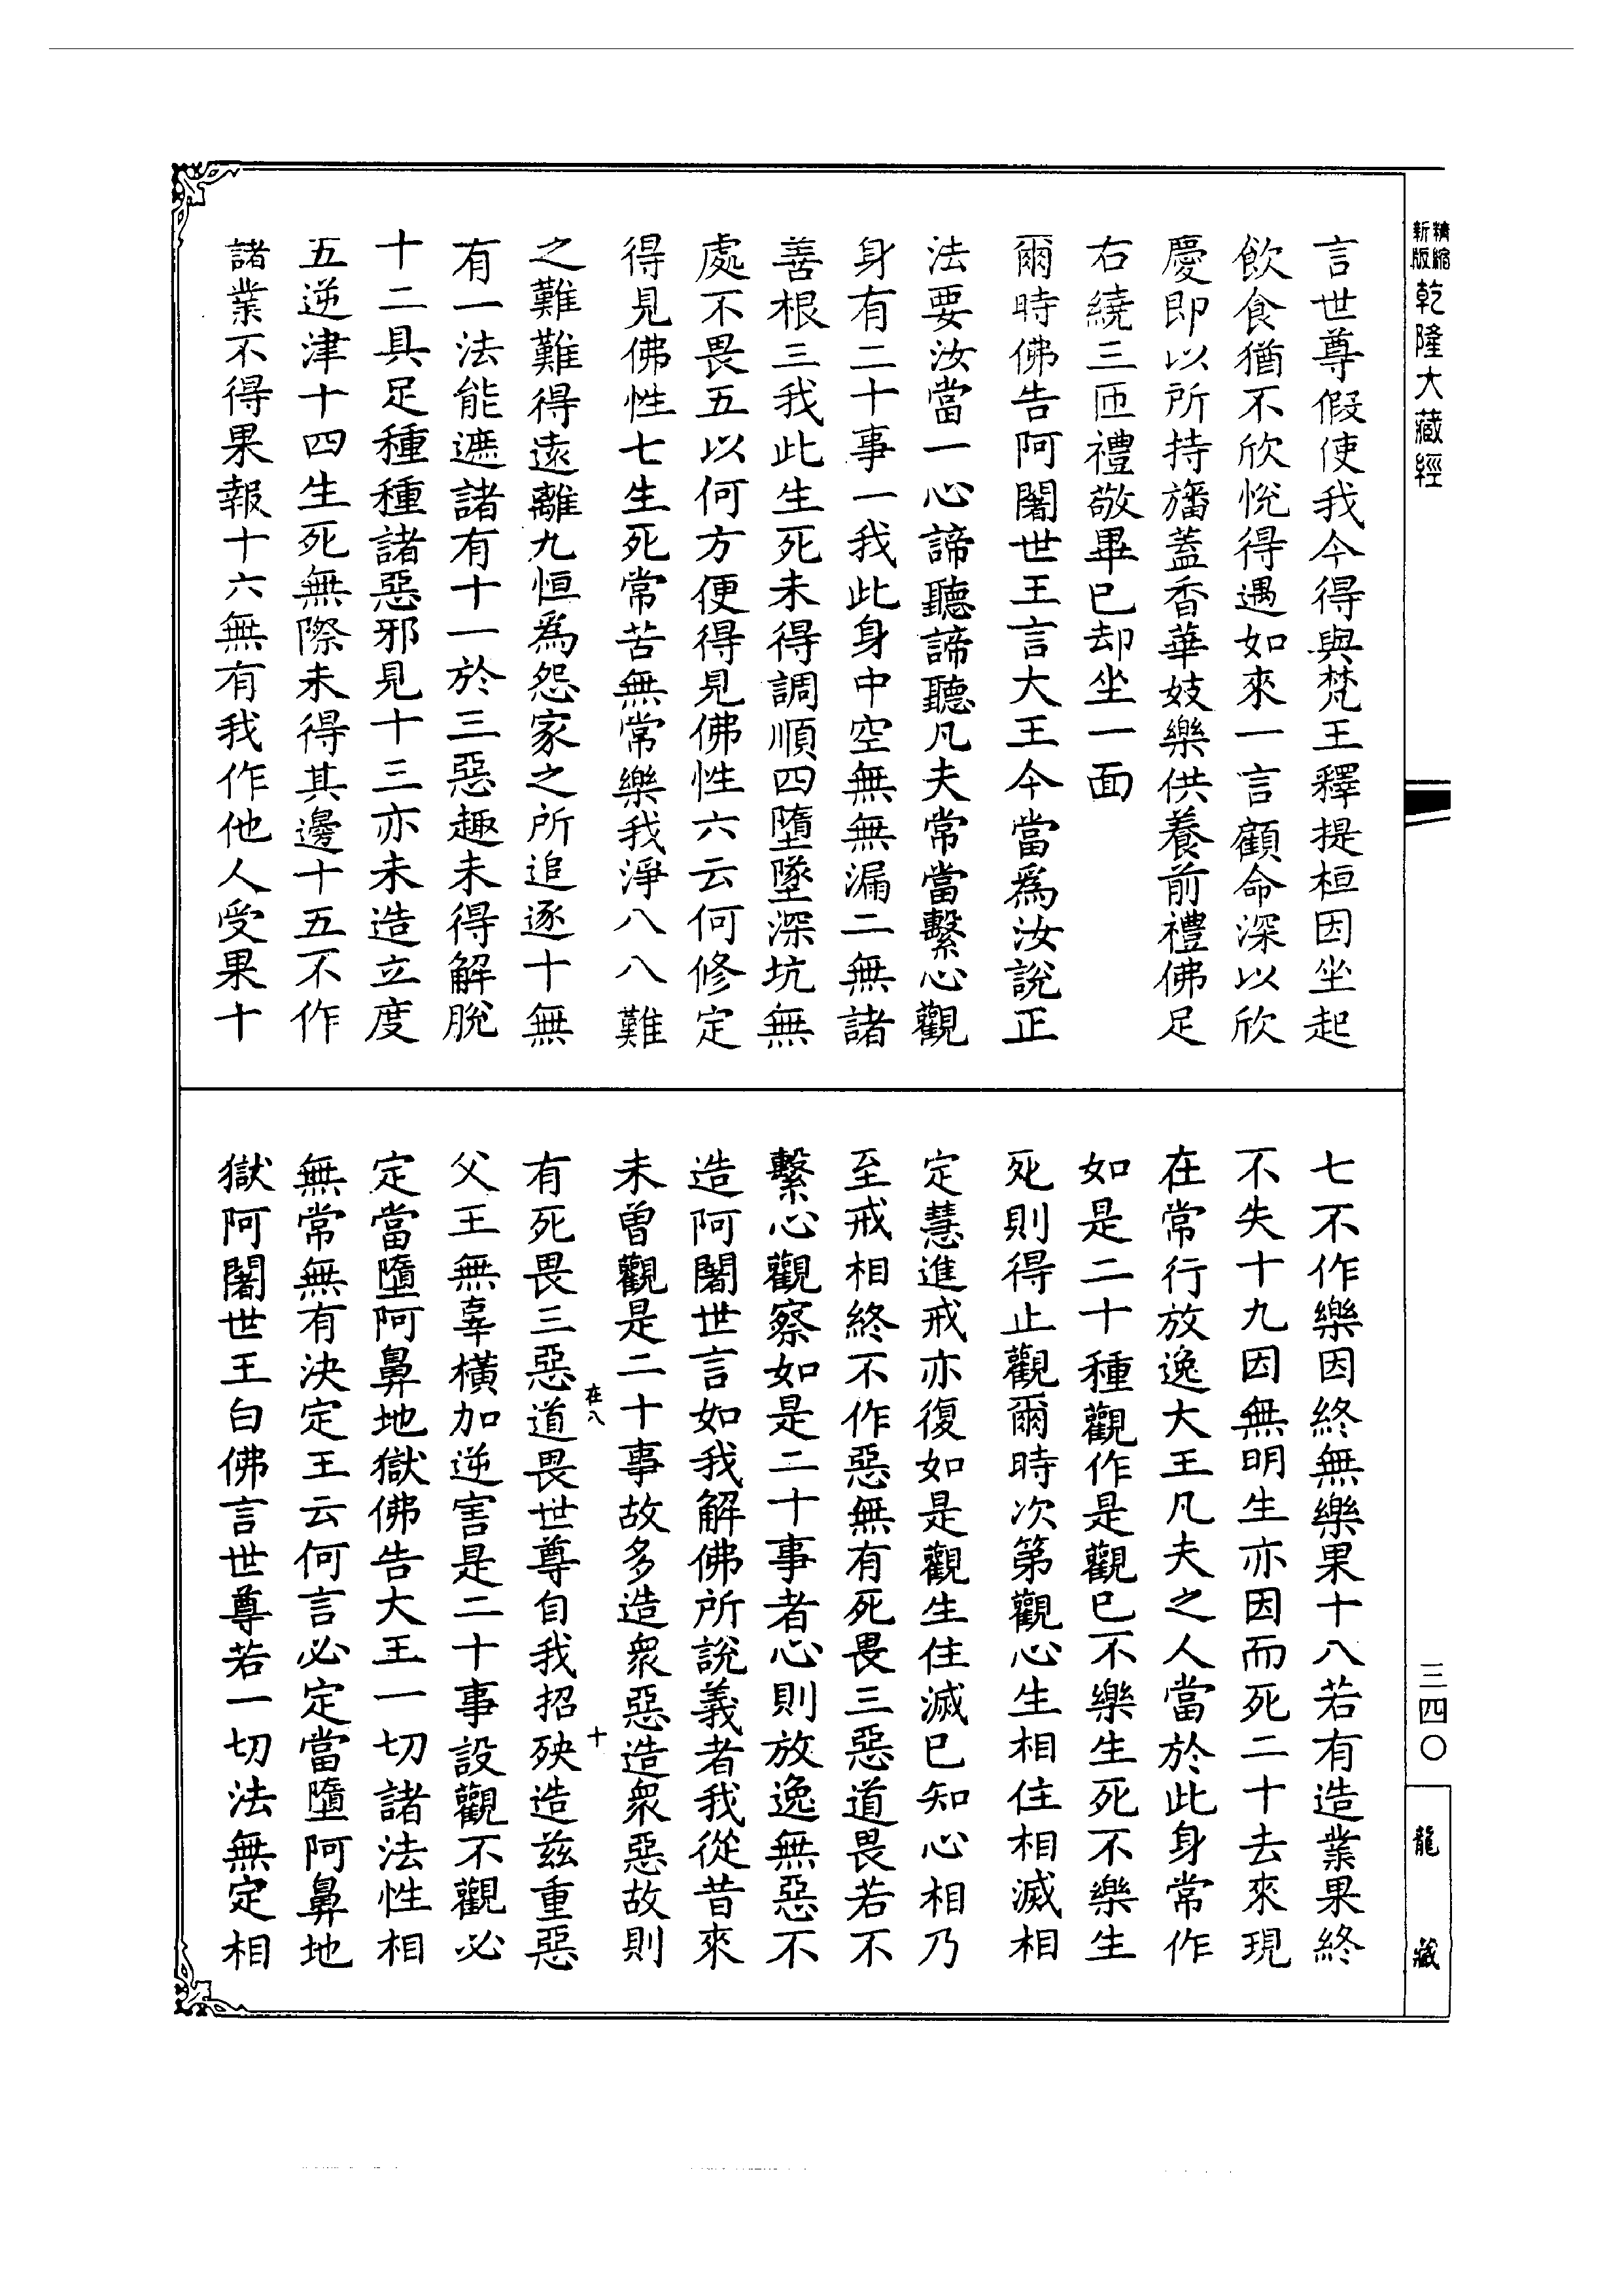 精縮
新版
乾隆大藏經
言世尊假使我今得與梵王釋提桓因坐起
飲食猶不欣悅得遇如來一言顧命深以欣
慶即以所持旛蓋香華妓樂供養前禮佛足
右繞三匝禮敬畢已却坐一面
爾時佛告阿闍世王言大王今當為汝說正
法要汝當一心諦聽諦聽凡夫常當繫心觀
身有二十事一我此身中空無無漏二無諸
善根三我此生死未得調順四墮墜深坑無
處不畏五以何方便得見佛性六云何修定
得見佛性七生死常苦無常樂我淨八八難
之難難得遠離九恒為怨家之所追逐十無
有一法能遮諸有十一於三惡趣未得解脫
十二具足種種諸惡邪見十三亦未造立度
五逆津十四生死無際未得其邊十五不作
諸業不得果報十六無有我作他人受果十
七不作樂因終無樂果十八若有造業果終
不失十九因無明生亦因而死二十去來現
在常行放逸大王凡夫之人當於此身常作
如是二十種觀作是觀已不樂生死不樂生
死則得止觀爾時次第觀心生相住相滅相
定慧進戒亦復如是觀生住滅已知心相乃
至戒相終不作惡無有死畏三惡道畏若不
繫心觀察如是二十事者心則放逸無惡不
造阿闍世言如我解佛所說義者我從昔來
未曾觀是二十事故多造眾惡造眾惡故則
在八
十
有死畏三惡道畏世尊自我招殃造茲重惡
父王無辜橫加逆害是二十事設觀不觀必
定當墮阿鼻地獄佛告大王一切諸法性相
無常無有決定王云何言必定當墮阿鼻地
獄阿闍世王白佛言世尊若一切法無定相
三四〇
龍藏